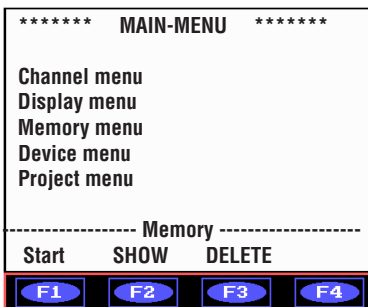 ******* MAIN-MENU *******
Channel menu
Display menu
Memory menu
Device menu
Project menu
------------------ Memory -------------------
Start SHOW DELETE
F1 F2 F3 F4